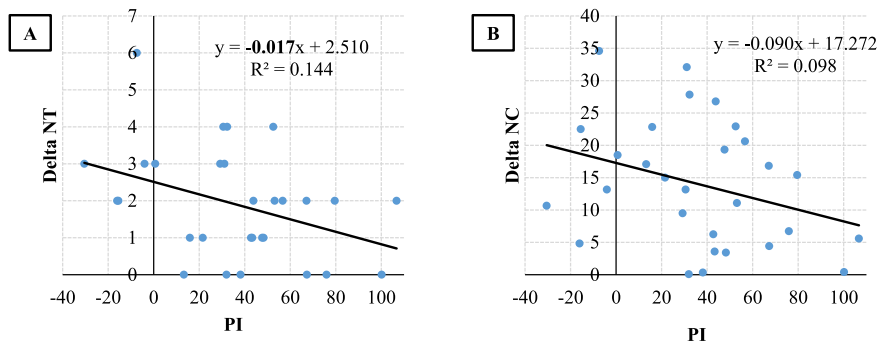 A
y = -0.017x + 2.510
R² = 0.144
7
6
5
4
3
2
1
0
Delta NT
-40 -20 0 20 40 60 80 100
PI
B
y = -0.090x + 17.272
R² = 0.098
40
35
30
25
20
15
10
5
0
Delta NC
-40 -20 0 20 40 60 80 100
PI